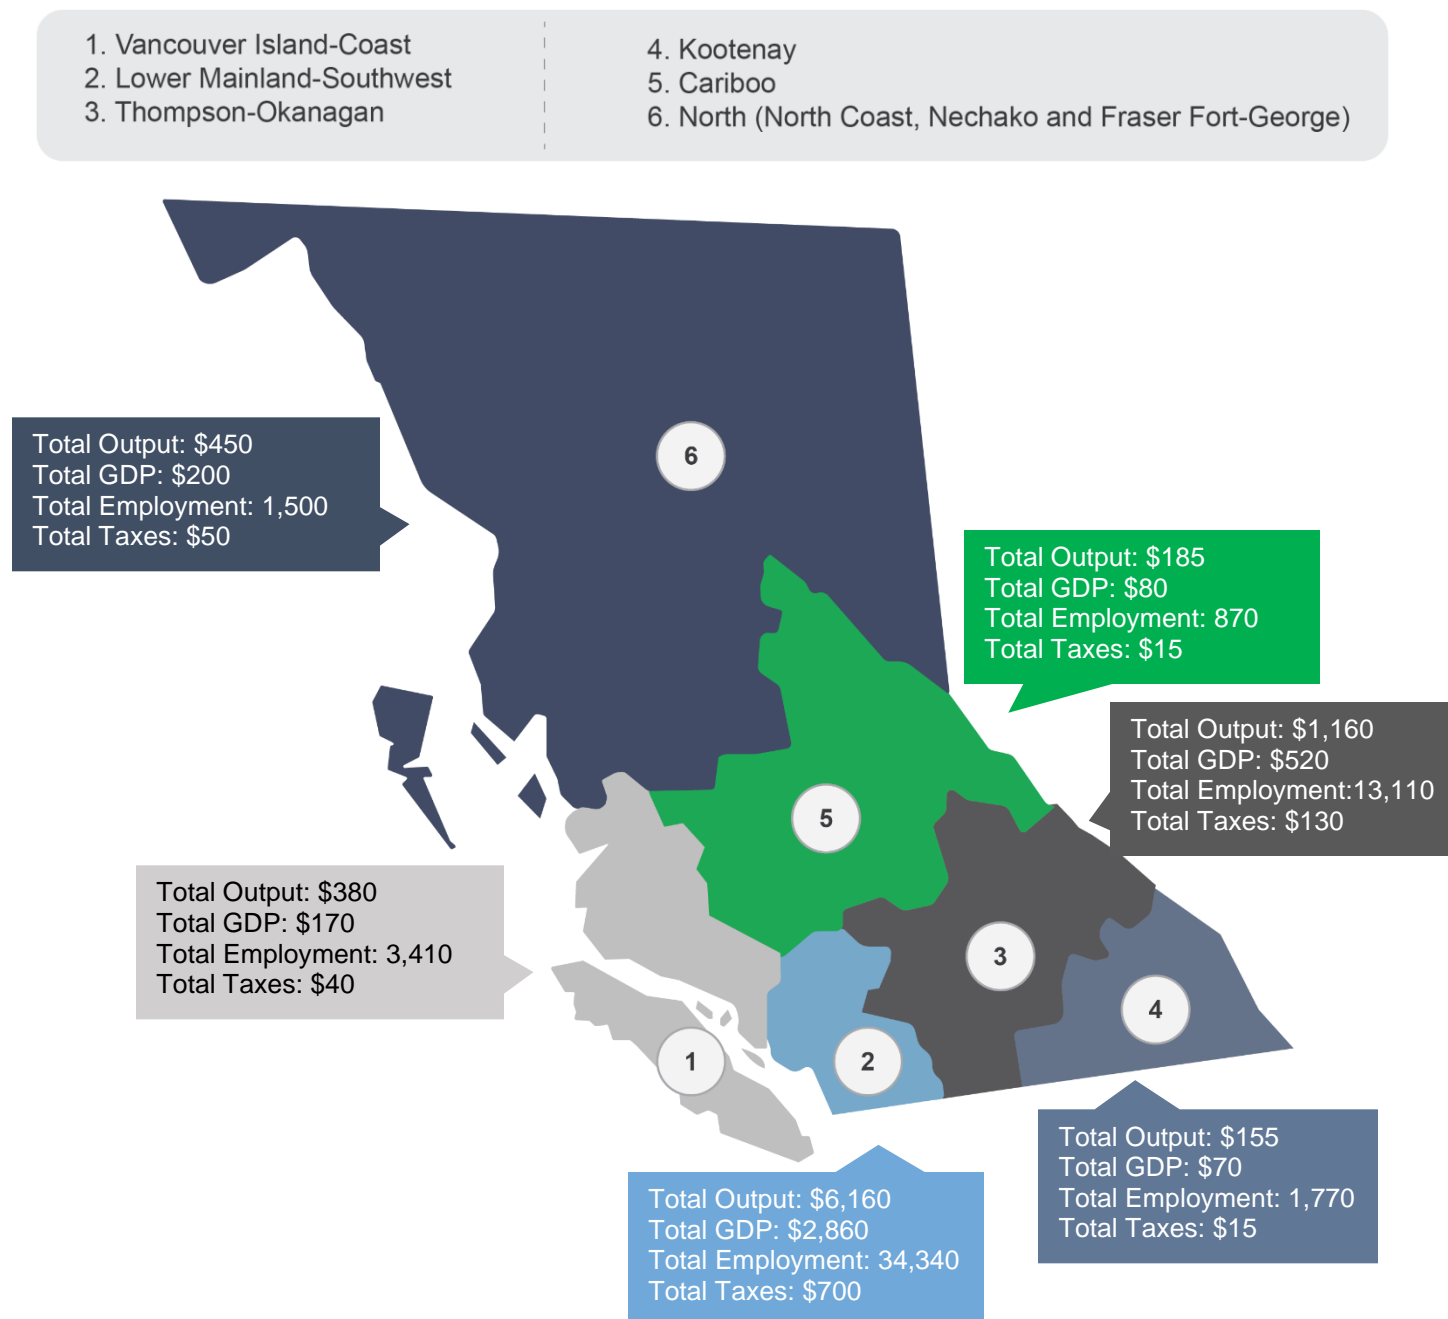 1. Vancouver Island-Coast
2. Lower Mainland-Southwest
3. Thompson-Okanagan
4. Kootenay
5. Cariboo
6. North (North Coast, Nechako and Fraser Fort-George)
Total Output: $450
Total GDP: $200
Total Employment: 1,500
Total Taxes: $50
6
Total Output: $185
Total GDP: $80
Total Employment: 870
Total Taxes: $15
Total Output: $1,160
Total GDP: $520
Total Employment:13,110
Total Taxes: $130
5
Total Output: $380
Total GDP: $170
Total Employment: 3,410
Total Taxes: $40
3
4
1
2
Total Output: $155
Total GDP: $70
Total Employment: 1,770
Total Taxes: $15
Total Output: $6,160
Total GDP: $2,860
Total Employment: 34,340
Total Taxes: $700